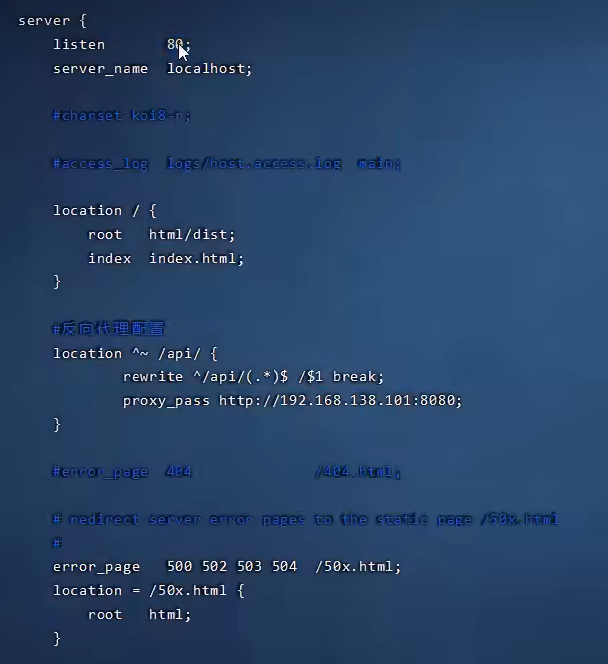 server {
    listen       80;
    server_name  localhost;
    #charset koi8-r;
    #access_log  logs/host.access.log  main;
    location / {
        root   html/dist;
        index  index.html;
    }
    #反向代理配置
    location ^~ /api/ {
            rewrite ^/api/(.*)$ /$1 break;
            proxy_pass http://192.168.138.101:8080;
    }
    #error_page  404              /404.html;
    # redirect server error pages to the static page /50x.html
    #
    error_page   500 502 503 504  /50x.html;
    location = /50x.html {
        root   html;
    }